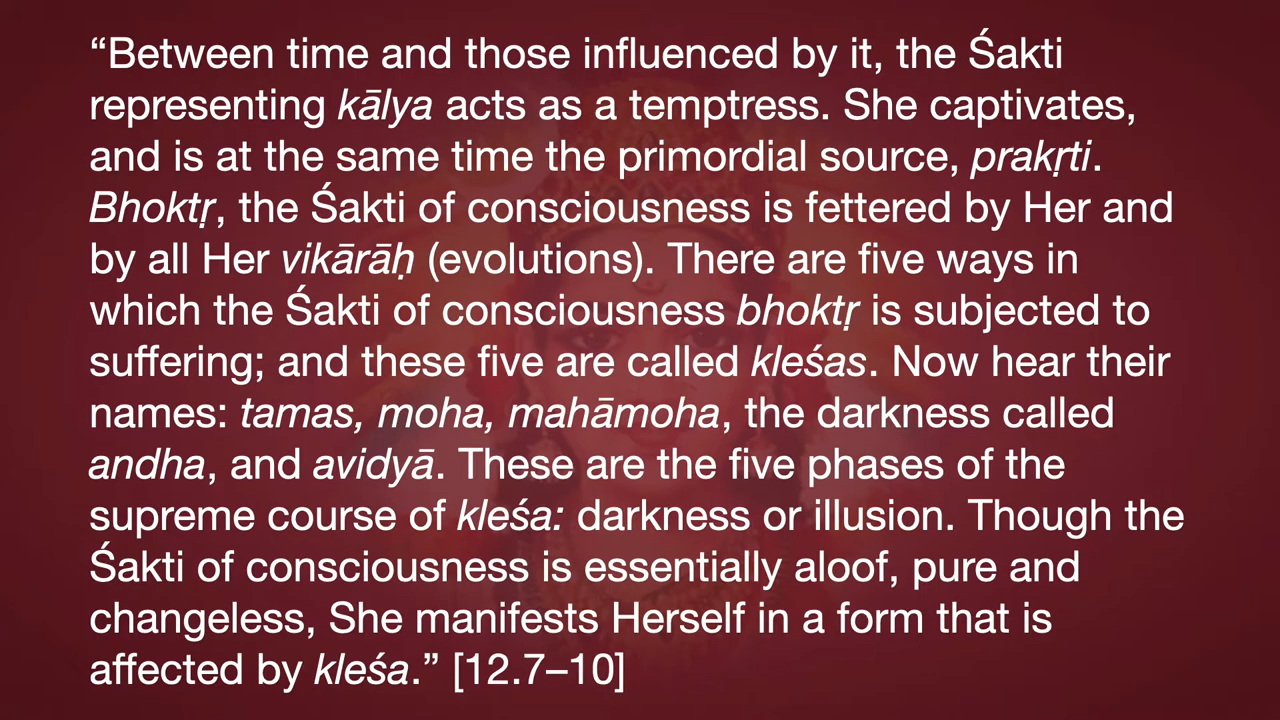 “Between time and those influenced by it, the Śakti
representing kālya acts as a temptress. She captivates,
and is at the same time the primordial source, prakṛti.
Bhoktṛ, the Śakti of consciousness is fettered by Her and
by all Her vikārāḥ (evolutions). There are five ways in
which the Śakti of consciousness bhoktṛ is subjected to
suffering; and these five are called kleśas. Now hear their
names: tamas, moha, mahāmoha, the darkness called
andha, and avidyā. These are the five phases of the
supreme course of kleśa: darkness or illusion. Though the
Śakti of consciousness is essentially aloof, pure and
changeless, She manifests Herself in a form that is
affected by kleśa.” [12.7–10]